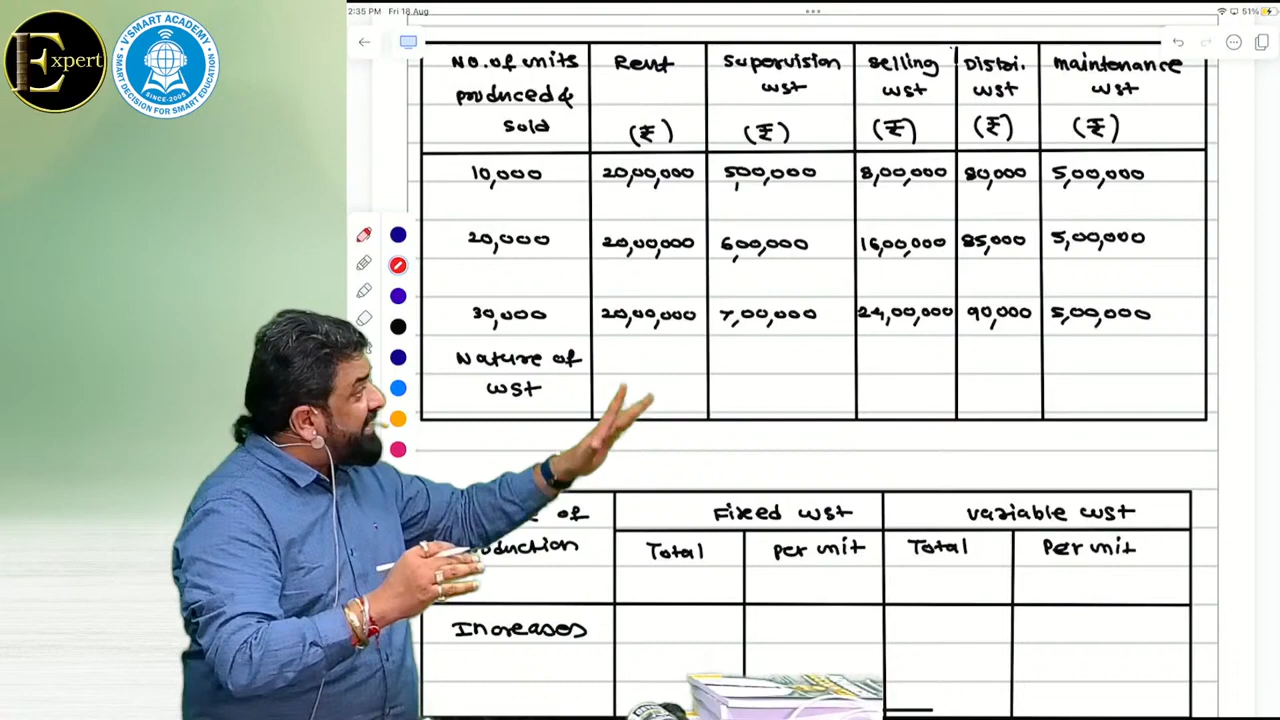 Expert
V'SMART ACADEMY
SINCE-2005
SMART DECISION FOR SMART EDUCATION
2:35 PM Fri 18 Aug
51%
No. of units produced & sold
Rent (₹)
Supervision cost (₹)
Selling cost (₹)
Distri. cost (₹)
maintenance cost (₹)
10,000 20,00,000 500,000 8,00,000 80,000 5,00,000
20,000 20,00,000 600,000 16,00,000 85,000 5,00,000
30,000 20,00,000 7,00,000 24,00,000 90,000 5,00,000
Nature of
cost
of Fixed cost variable cost
oduction Total Per unit Total Per unit
Increases